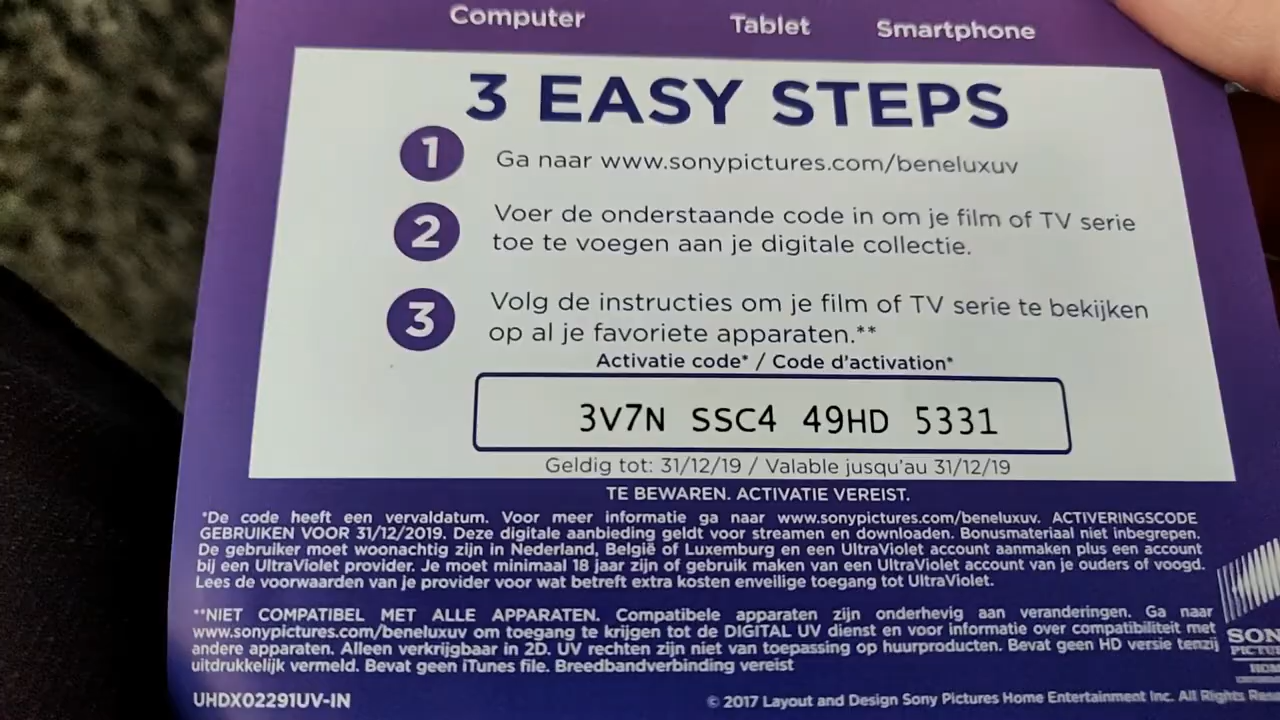 Computer Tablet Smartphone
3 EASY STEPS
1 Ga naar www.sonypictures.com/beneluxuv
2 Voer de onderstaande code in om je film of TV serie
toe te voegen aan je digitale collectie.
3 Volg de instructies om je film of TV serie te bekijken
op al je favoriete apparaten.**
Activatie code* / Code d'activation*
3V7N SSC4 49HD 5331
Geldig tot: 31/12/19 / Valable jusqu'au 31/12/19
TE BEWAREN. ACTIVATIE VEREIST.
*De code heeft een vervaldatum. Voor meer informatie ga naar www.sonypictures.com/beneluxuv. ACTIVERINGSCODE
GEBRUIKEN VOOR 31/12/2019. Deze digitale aanbieding geldt voor streamen en downloaden. Bonusmateriaal niet inbegrepen.
De gebruiker moet woonachtig zijn in Nederland, België of Luxemburg en een UltraViolet account aanmaken plus een account
bij een UltraViolet provider. Je moet minimaal 18 jaar zijn of gebruik maken van een UltraViolet account van je ouders of voogd.
Lees de voorwaarden van je provider voor wat betreft extra kosten enveilige toegang tot UltraViolet.
**NIET COMPATIBEL MET ALLE APPARATEN. Compatibele apparaten zijn onderhevig aan veranderingen. Ga naar
www.sonypictures.com/beneluxuv om toegang te krijgen tot de DIGITAL UV dienst en voor informatie over compatibiliteit met
andere apparaten. Alleen verkrijgbaar in 2D. UV rechten zijn niet van toepassing op huurproducten. Bevat geen HD versie tenzij
uitdrukkelijk vermeld. Bevat geen iTunes file. Breedbandverbinding vereist
UHDX02291UV-IN
© 2017 Layout and Design Sony Pictures Home Entertainment Inc. All Rights